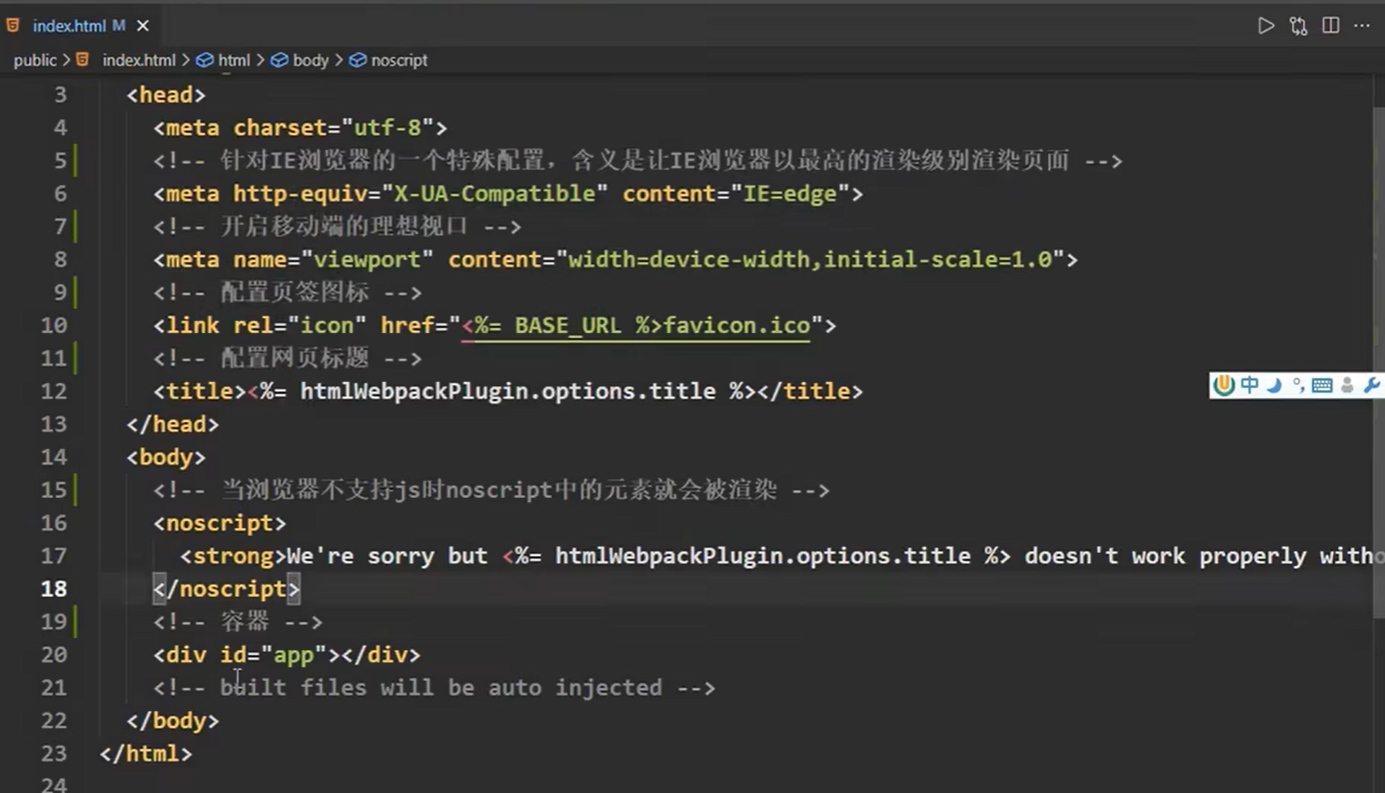 index.html M
public > index.html > html > body > noscript
3 <head>
4 <meta charset="utf-8">
5 <!-- 针对IE浏览器的一个特殊配置，含义是让IE浏览器以最高的渲染级别渲染页面 -->
6 <meta http-equiv="X-UA-Compatible" content="IE=edge">
7 <!-- 开启移动端的理想视口 -->
8 <meta name="viewport" content="width=device-width,initial-scale=1.0">
9 <!-- 配置页签图标 -->
10 <link rel="icon" href="<%= BASE_URL %>favicon.ico">
11 <!-- 配置网页标题 -->
12 <title><%= htmlWebpackPlugin.options.title %></title>
中
13 </head>
14 <body>
15 <!-- 当浏览器不支持js时noscript中的元素就会被渲染 -->
16 <noscript>
17 <strong>We're sorry but <%= htmlWebpackPlugin.options.title %> doesn't work properly witho
18 </noscript>
19 <!-- 容器 -->
20 <div id="app"></div>
21 <!-- built files will be auto injected -->
22 </body>
23 </html>
24